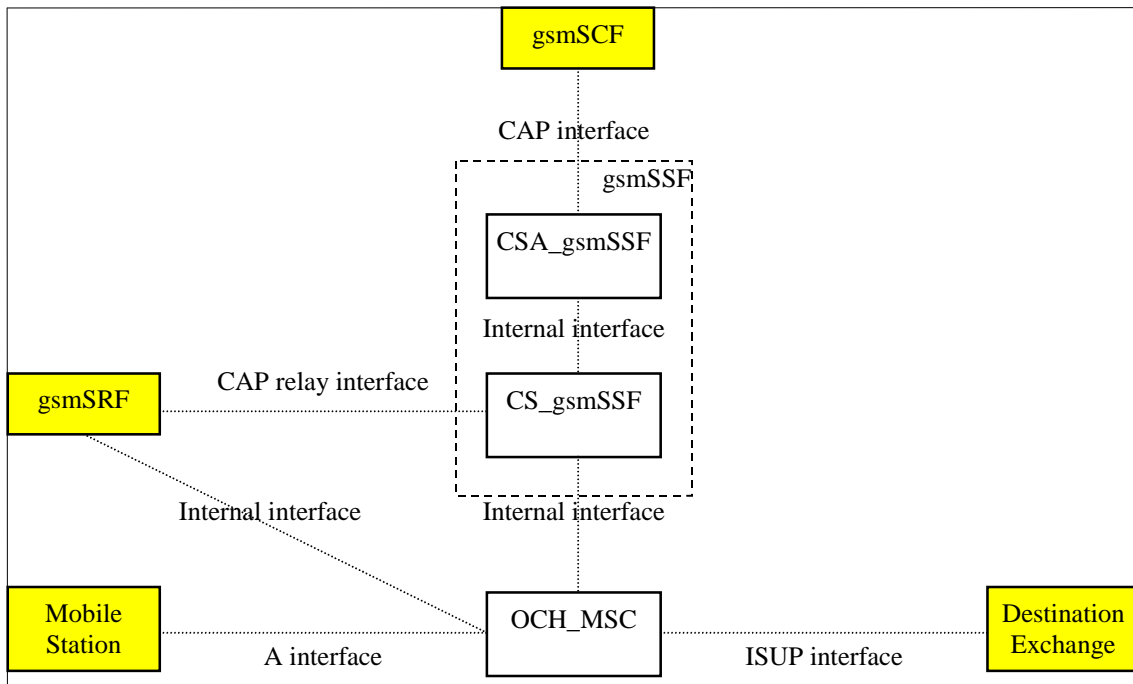 gsmSCF
CAP interface
gsmSSF
CSA_gsmSSF
Internal interface
CAP relay interface
gsmSRF
CS_gsmSSF
Internal interface
Internal interface
Mobile
Station
OCH_MSC
Destination
Exchange
A interface
ISUP interface